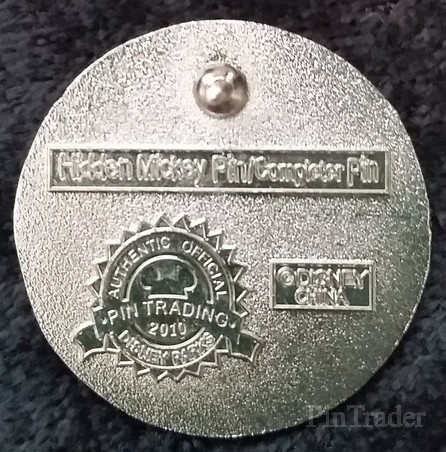 Hidden Mickey Pin/Completer Pin
AUTHENTIC OFFICIAL
PIN TRADING
2010
DISNEY PARKS
©DISNEY
CHINA
PinTrader